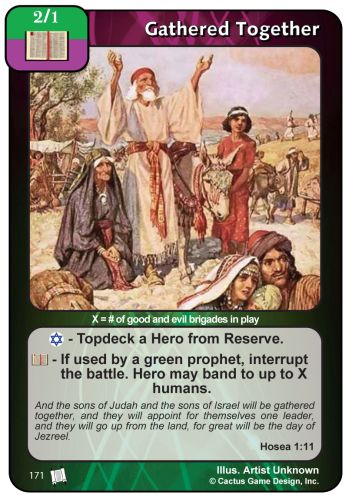 2/1
Gathered Together
X = # of good and evil brigades in play
- Topdeck a Hero from Reserve.
- If used by a green prophet, interrupt
the battle. Hero may band to up to X
humans.
And the sons of Judah and the sons of Israel will be gathered
together, and they will appoint for themselves one leader,
and they will go up from the land, for great will be the day of
Jezreel.
Hosea 1:11
171
Illus. Artist Unknown
© Cactus Game Design, Inc.